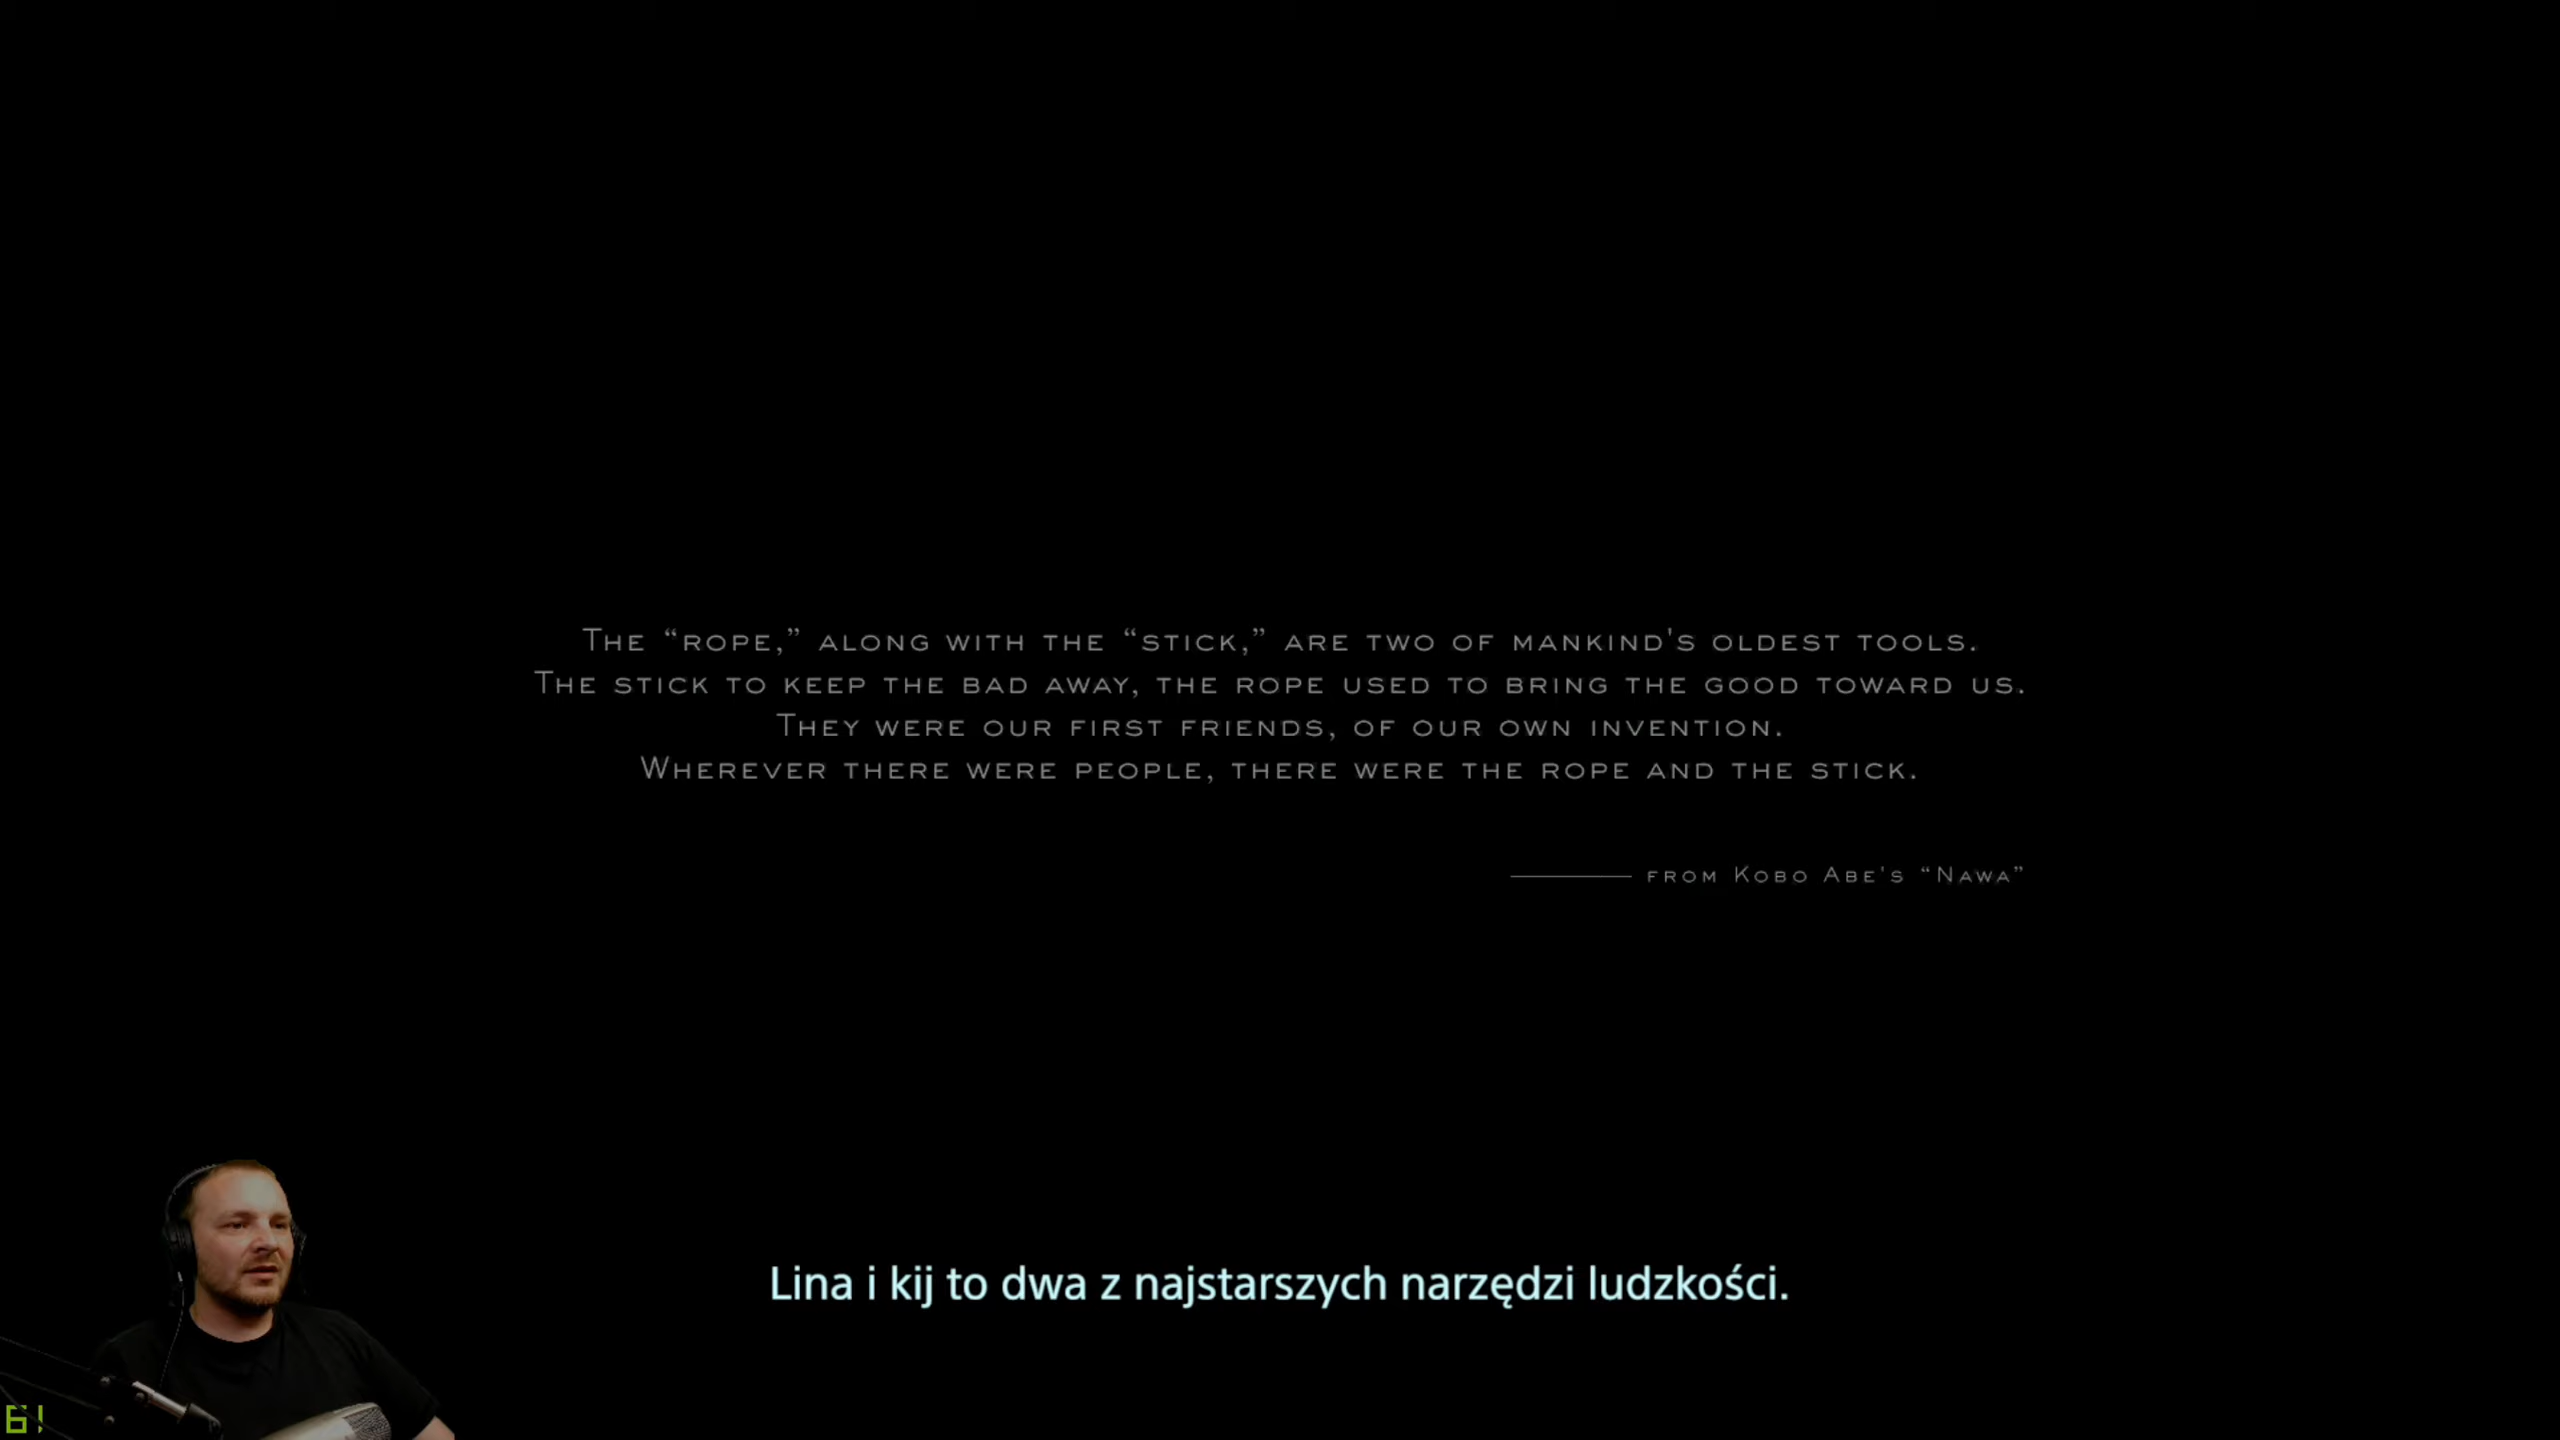 The “rope,” along with the “stick,” are two of mankind's oldest tools.
The stick to keep the bad away, the rope used to bring the good toward us.
They were our first friends, of our own invention.
Wherever there were people, there were the rope and the stick.
from Kobo Abe's “Nawa”
Lina i kij to dwa z najstarszych narzędzi ludzkości.